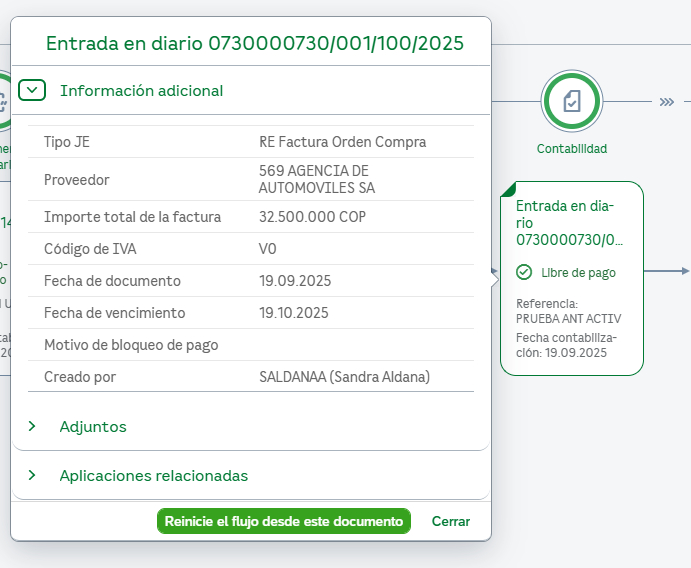 Entrada en diario 0730000730/001/100/2025
Información adicional
Tipo JE
RE Factura Orden Compra
Proveedor
569 AGENCIA DE
AUTOMOVILES SA
Importe total de la factura
32.500.000 COP
Código de IVA
V0
Fecha de documento
19.09.2025
Fecha de vencimiento
19.10.2025
Motivo de bloqueo de pago
Creado por
SALDANAA (Sandra Aldana)
Adjuntos
Aplicaciones relacionadas
Reinicie el flujo desde este documento
Cerrar
Contabilidad
Entrada en dia-
rio
0730000730/0...
Libre de pago
Referencia:
PRUEBA ANT ACTIV
Fecha contabiliza-
ción: 19.09.2025